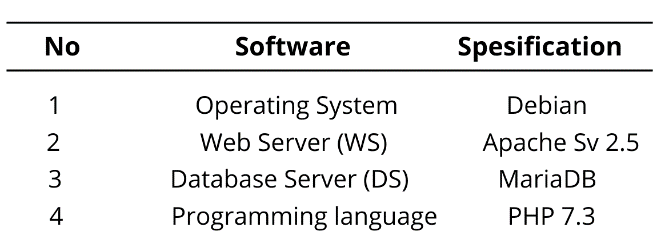 No Software Spesification
1 Operating System Debian
2 Web Server (WS) Apache Sv 2.5
3 Database Server (DS) MariaDB
4 Programming language PHP 7.3